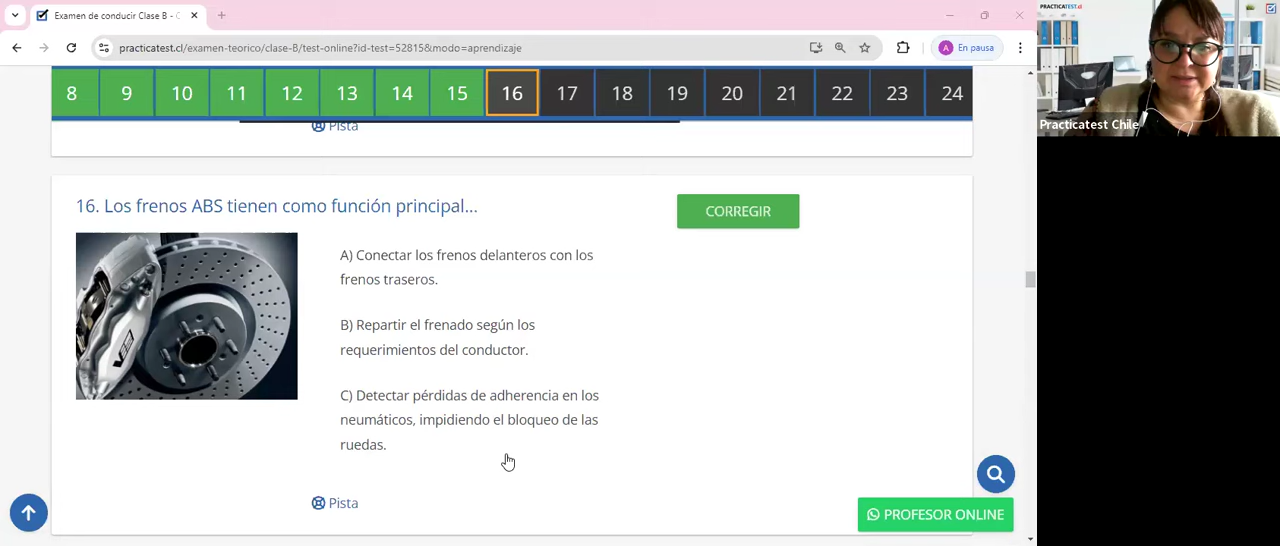 Examen de conducir Clase B - C
practicatest.cl/examen-teorico/clase-B/test-online?id-test=52815&modo=aprendizaje
A En pausa
8 9 10 11 12 13 14 15 16 17 18 19 20 21 22 23 24
Pista
16. Los frenos ABS tienen como función principal...
CORREGIR
A) Conectar los frenos delanteros con los
frenos traseros.
B) Repartir el frenado según los
requerimientos del conductor.
C) Detectar pérdidas de adherencia en los
neumáticos, impidiendo el bloqueo de las
ruedas.
Pista
PROFESOR ONLINE
PRACTICATEST.CL
Practicatest Chile